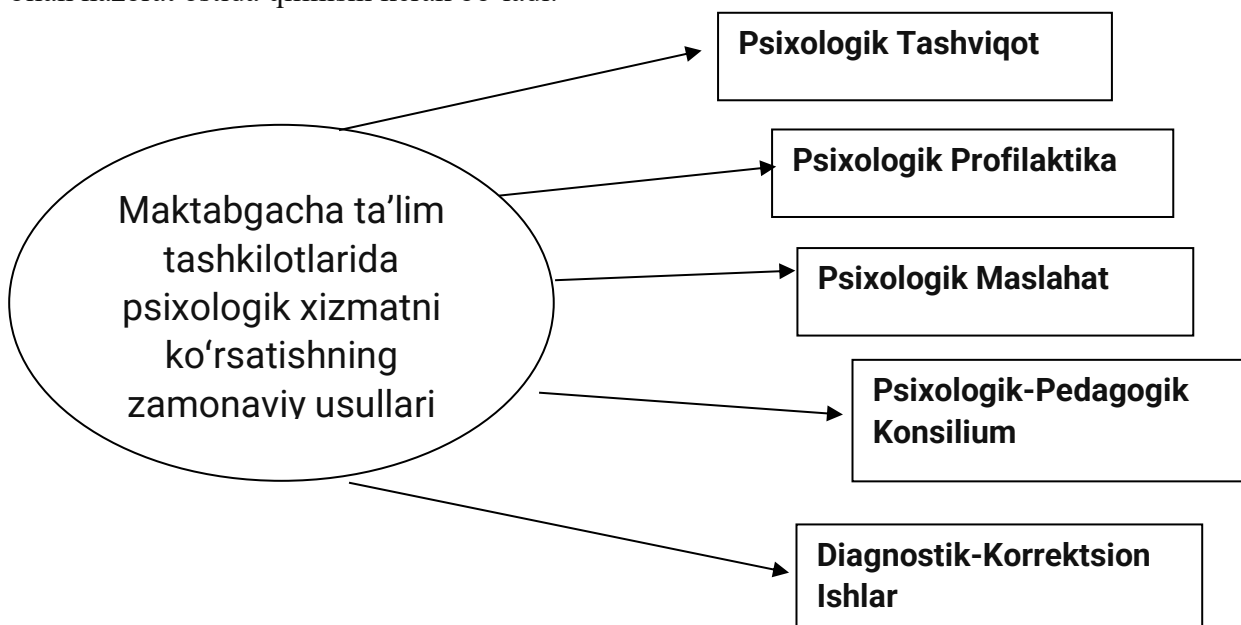 Psixologik Tashviqot
Psixologik Profilaktika
Maktabgacha ta’lim
tashkilotlarida
psixologik xizmatni
ko‘rsatishning
zamonaviy usullari
Psixologik Maslahat
Psixologik-Pedagogik
Konsilium
Diagnostik-Korrektsion
Ishlar